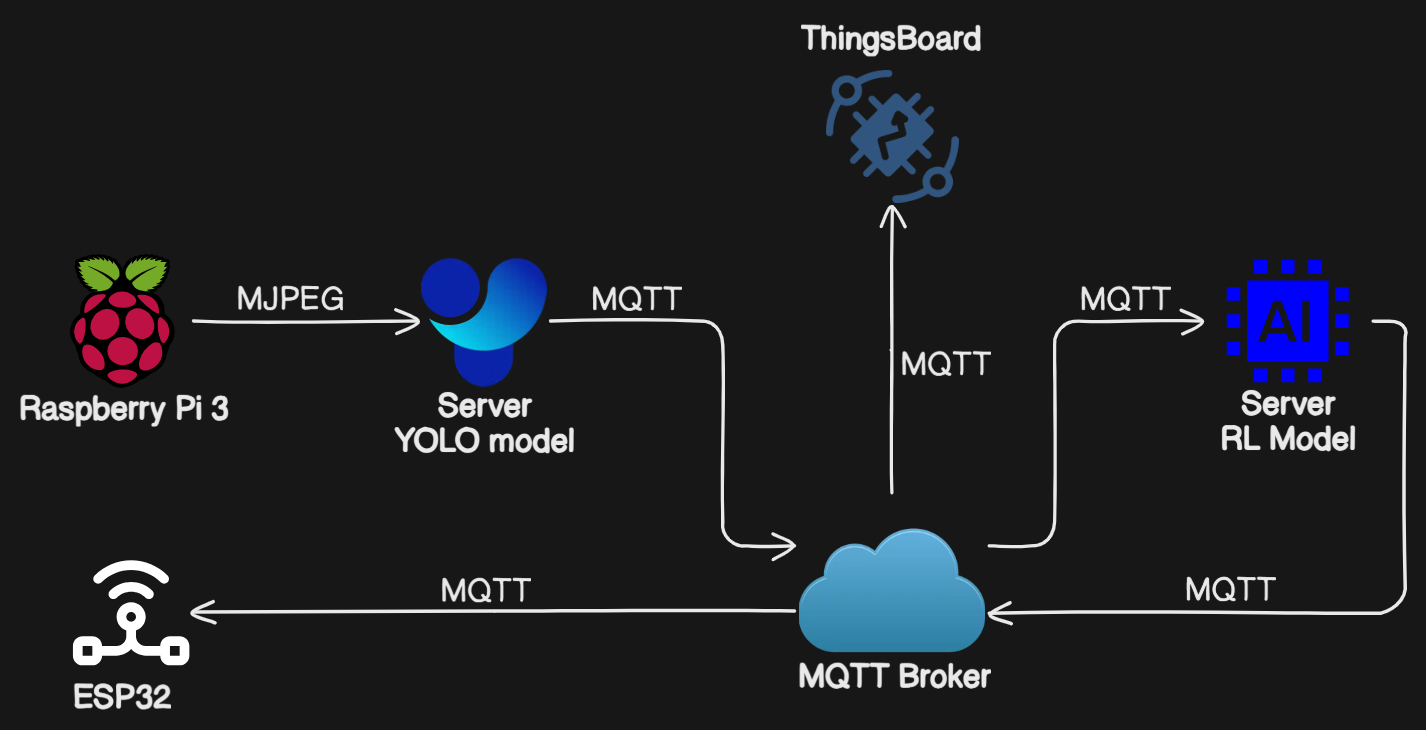 ThingsBoard
MJPEG
MQTT
MQTT
AI
MQTT
Raspberry Pi 3
Server
YOLO model
Server
RL Model
MQTT
MQTT
ESP32
MQTT Broker